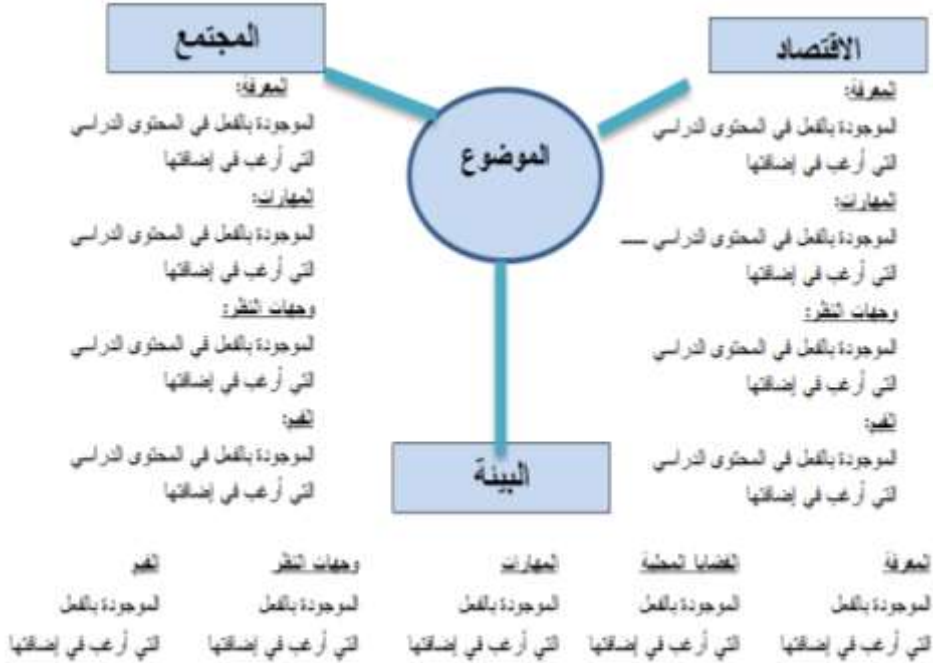 الاقتصاد
المعرفة:
الموجودة بالفعل في المحتوى الدراسي
التي أرغب في إضافتها
المهارات:
الموجودة بالفعل في المحتوى الدراسي ــــ
التي أرغب في إضافتها
وجهات النظر:
الموجودة بالفعل في المحتوى الدراسي
التي أرغب في إضافتها
القيم:
الموجودة بالفعل في المحتوى الدراسي
التي أرغب في إضافتها
الموضوع
المجتمع
المعرفة:
الموجودة بالفعل في المحتوى الدراسي
التي أرغب في إضافتها
المهارات:
الموجودة بالفعل في المحتوى الدراسي
التي أرغب في إضافتها
وجهات النظر:
الموجودة بالفعل في المحتوى الدراسي
التي أرغب في إضافتها
القيم:
الموجودة بالفعل في المحتوى الدراسي
التي أرغب في إضافتها
البيئة
المعرفة القضايا المحلية المهارات وجهات النظر القيم
الموجودة بالفعل الموجودة بالفعل الموجودة بالفعل الموجودة بالفعل الموجودة بالفعل
التي أرغب في إضافتها التي أرغب في إضافتها التي أرغب في إضافتها التي أرغب في إضافتها التي أرغب في إضافتها